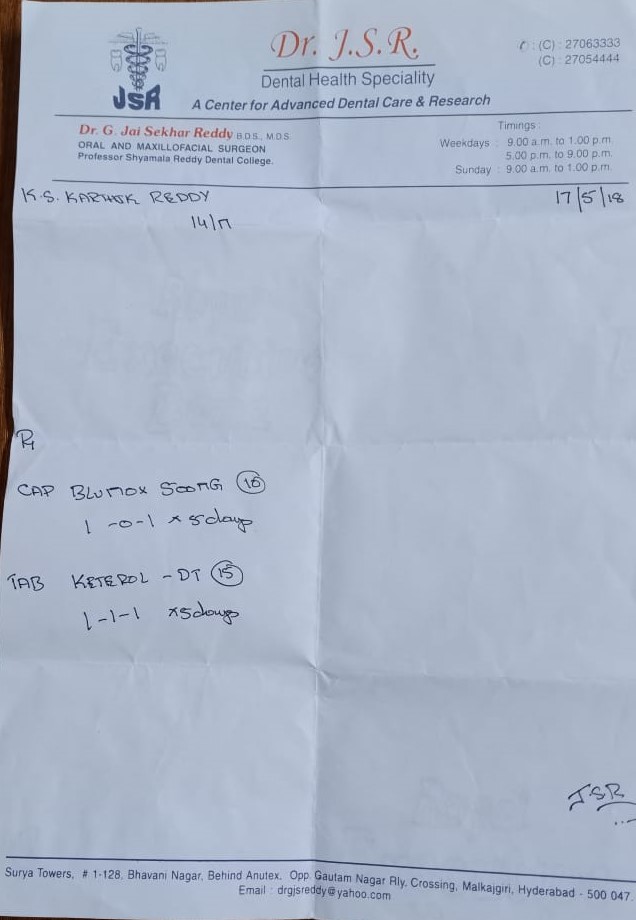 JSR
Dr. J.S.R.
Dental Health Speciality
A Center for Advanced Dental Care & Research
✆ : (C) : 27063333
(C) : 27054444
Dr. G. Jai Sekhar Reddy B.D.S., M.D.S.
ORAL AND MAXILLOFACIAL SURGEON
Professor Shyamala Reddy Dental College.
Timings :
Weekdays : 9.00 a.m. to 1.00 p.m.
5.00 p.m. to 9.00 p.m.
Sunday : 9.00 a.m. to 1.00 p.m.
K.S. KARTHIK REDDY
17/5/18
14/M
Rx
CAP BLUMOX 500MG
1 -0-1 x 5days
TAB KETEROL - DT (15)
1-1-1 x5days
JSR
Surya Towers, # 1-128, Bhavani Nagar, Behind Anutex, Opp. Gautam Nagar Rly. Crossing, Malkajgiri, Hyderabad - 500 047.
Email : drgjsreddy@yahoo.com